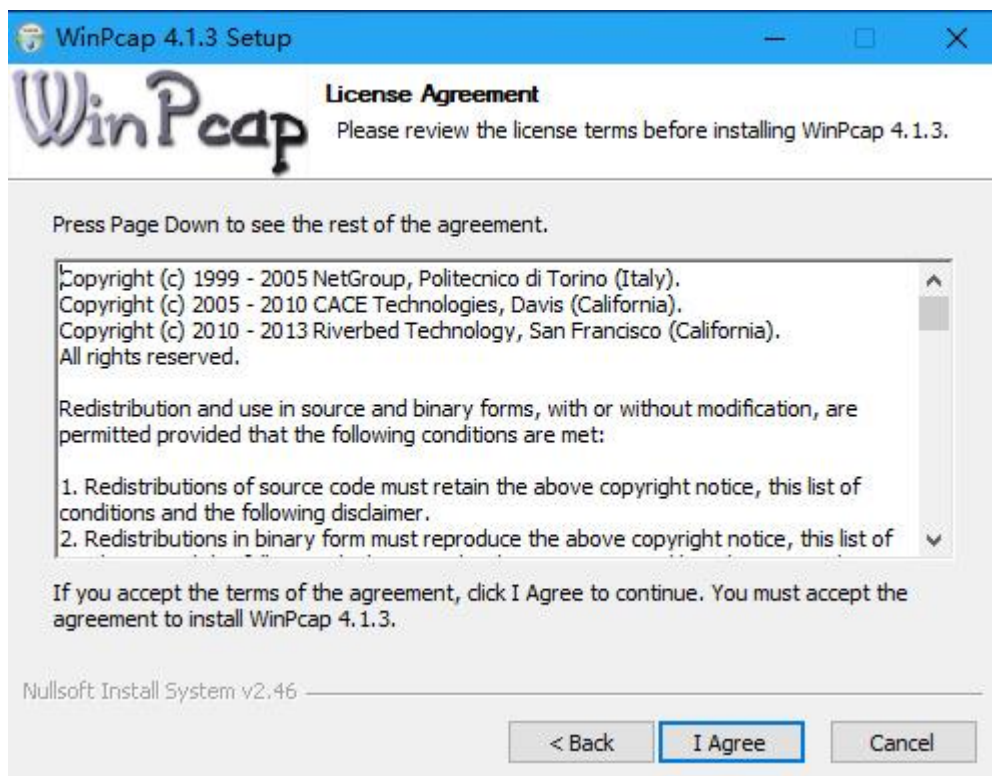 WinPcap 4.1.3 Setup
WinPcap
License Agreement
Please review the license terms before installing WinPcap 4.1.3.
Press Page Down to see the rest of the agreement.
Copyright (c) 1999 - 2005 NetGroup, Politecnico di Torino (Italy).
Copyright (c) 2005 - 2010 CACE Technologies, Davis (California).
Copyright (c) 2010 - 2013 Riverbed Technology, San Francisco (California).
All rights reserved.
Redistribution and use in source and binary forms, with or without modification, are
permitted provided that the following conditions are met:
1. Redistributions of source code must retain the above copyright notice, this list of
conditions and the following disclaimer.
2. Redistributions in binary form must reproduce the above copyright notice, this list of
If you accept the terms of the agreement, click I Agree to continue. You must accept the
agreement to install WinPcap 4.1.3.
Nullsoft Install System v2.46
< Back
I Agree
Cancel